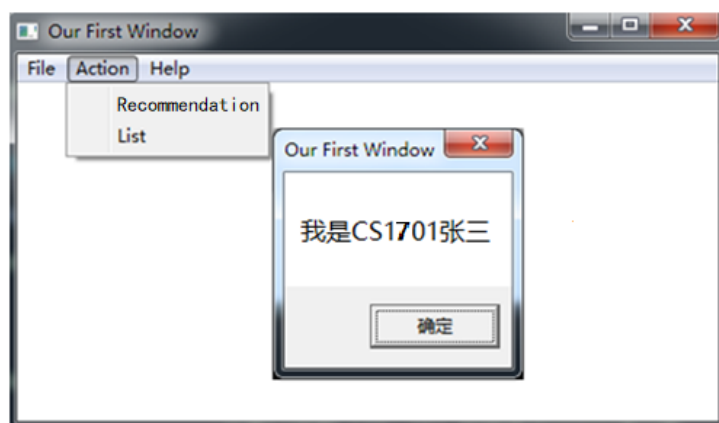 Our First Window
File Action Help
Recommendation
List
Our First Window
我是CS1701张三
确定